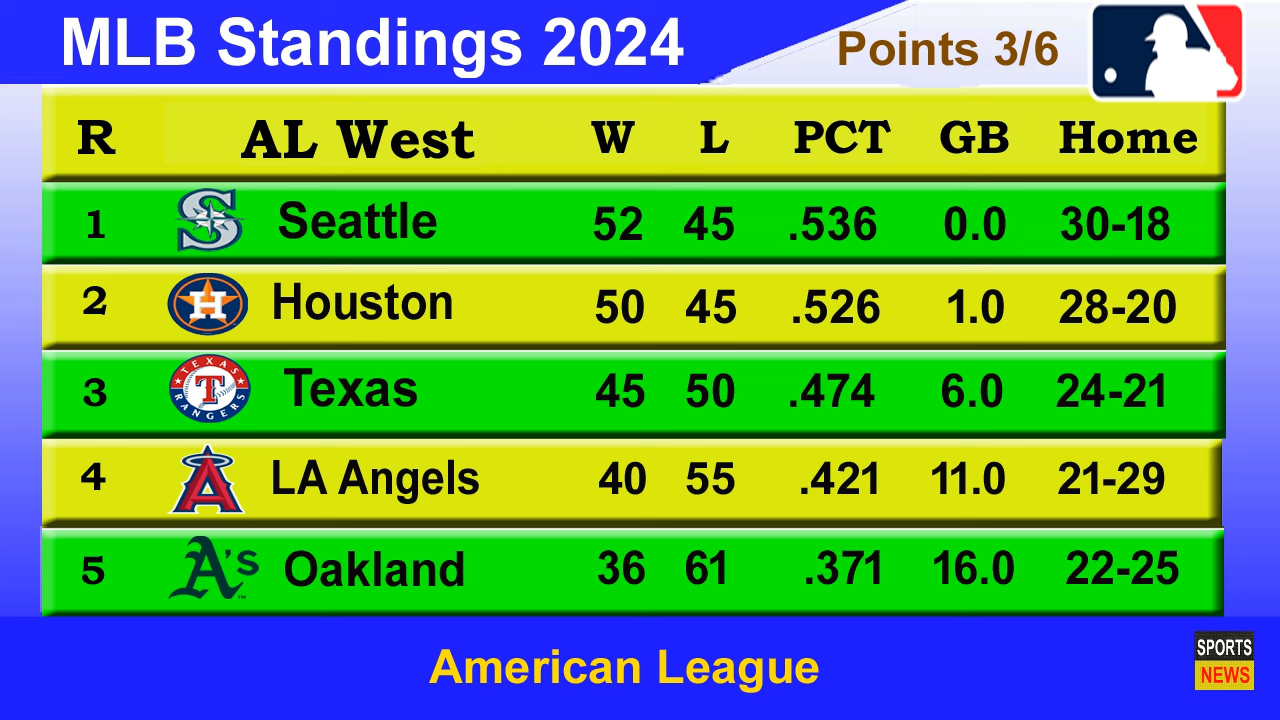 MLB Standings 2024 Points 3/6
R AL West W L PCT GB Home
1 S Seattle 52 45 .536 0.0 30-18
2 H Houston 50 45 .526 1.0 28-20
3 TEXAS T RANGERS Texas 45 50 .474 6.0 24-21
4 A LA Angels 40 55 .421 11.0 21-29
5 A's Oakland 36 61 .371 16.0 22-25
American League
SPORTS
NEWS